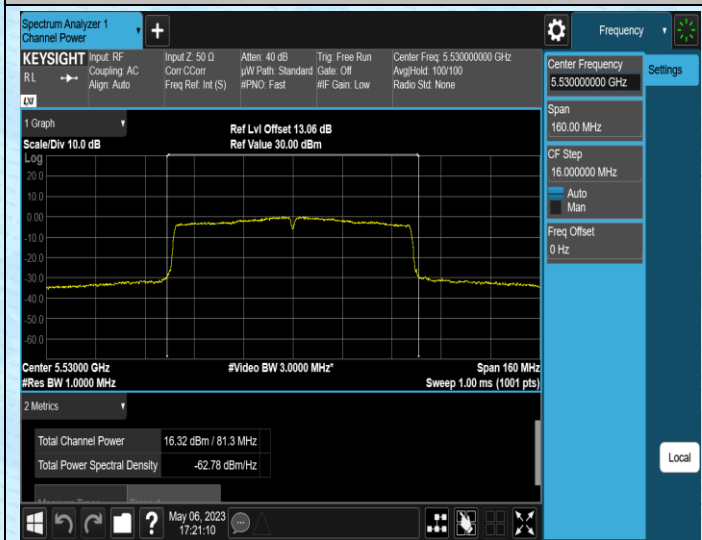 Spectrum Analyzer 1
Channel Power
Frequency
KEYSIGHT
RL
LXI
Input: RF
Coupling: AC
Align: Auto
Input Z: 50 Ω
Corr CCorr
Freq Ref: Int (S)
Atten: 40 dB
µW Path: Standard
#PNO: Fast
Trig: Free Run
Gate: Off
#IF Gain: Low
Center Freq: 5.530000000 GHz
Avg|Hold: 100/100
Radio Std: None
Center Frequency
5.530000000 GHz
Settings
Span
160.00 MHz
CF Step
16.000000 MHz
Auto
Man
Freq Offset
0 Hz
1 Graph
Scale/Div 10.0 dB
Ref Lvl Offset 13.06 dB
Ref Value 30.00 dBm
Log
20.0
10.0
0.00
-10.0
-20.0
-30.0
-40.0
-50.0
-60.0
Center 5.53000 GHz
#Video BW 3.0000 MHz*
Span 160 MHz
#Res BW 1.0000 MHz
Sweep 1.00 ms (1001 pts)
2 Metrics
Total Channel Power 16.32 dBm / 81.3 MHz
Total Power Spectral Density -62.78 dBm/Hz
Local
?
May 06, 2023
17:21:10